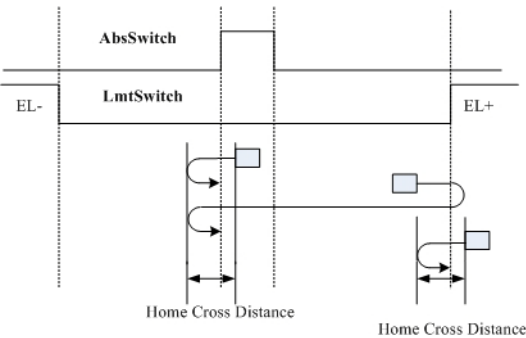 AbsSwitch
EL-
LmtSwitch
EL+
Home Cross Distance
Home Cross Distance